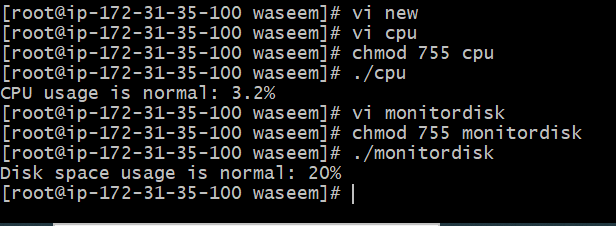 [root@ip-172-31-35-100 waseem]# vi new
[root@ip-172-31-35-100 waseem]# vi cpu
[root@ip-172-31-35-100 waseem]# chmod 755 cpu
[root@ip-172-31-35-100 waseem]# ./cpu
CPU usage is normal: 3.2%
[root@ip-172-31-35-100 waseem]# vi monitordisk
[root@ip-172-31-35-100 waseem]# chmod 755 monitordisk
[root@ip-172-31-35-100 waseem]# ./monitordisk
Disk space usage is normal: 20%
[root@ip-172-31-35-100 waseem]#